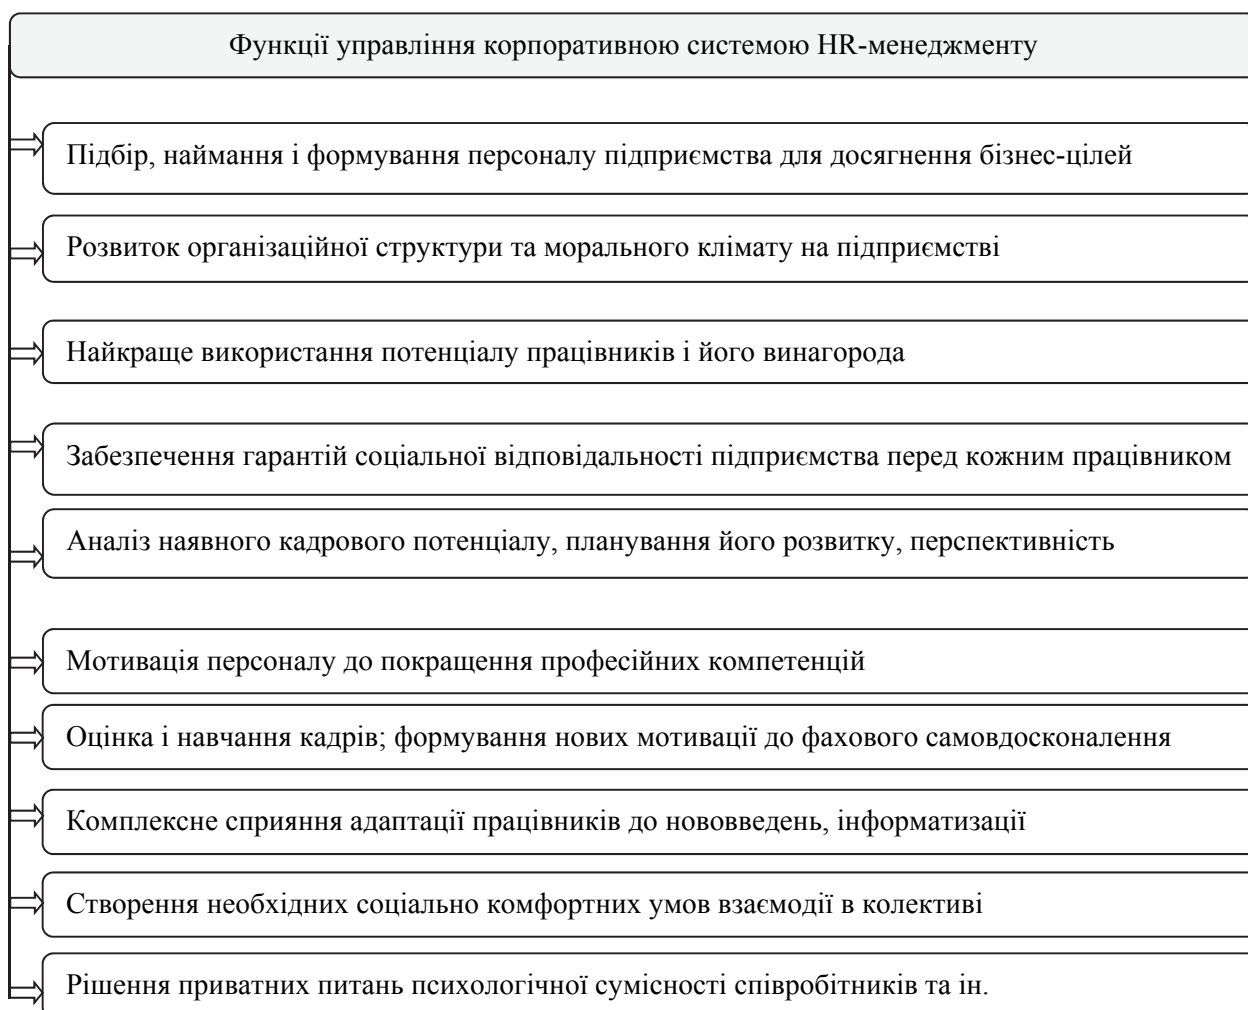 Функції управління корпоративною системою HR-менеджменту
Підбір, наймання і формування персоналу підприємства для досягнення бізнес-цілей
Розвиток організаційної структури та морального клімату на підприємстві
Найкраще використання потенціалу працівників і його винагорода
Забезпечення гарантій соціальної відповідальності підприємства перед кожним працівником
Аналіз наявного кадрового потенціалу, планування його розвитку, перспективність
Мотивація персоналу до покращення професійних компетенцій
Оцінка і навчання кадрів; формування нових мотивації до фахового самовдосконалення
Комплексне сприяння адаптації працівників до нововведень, інформатизації
Створення необхідних соціально комфортних умов взаємодії в колективі
Рішення приватних питань психологічної сумісності співробітників та ін.